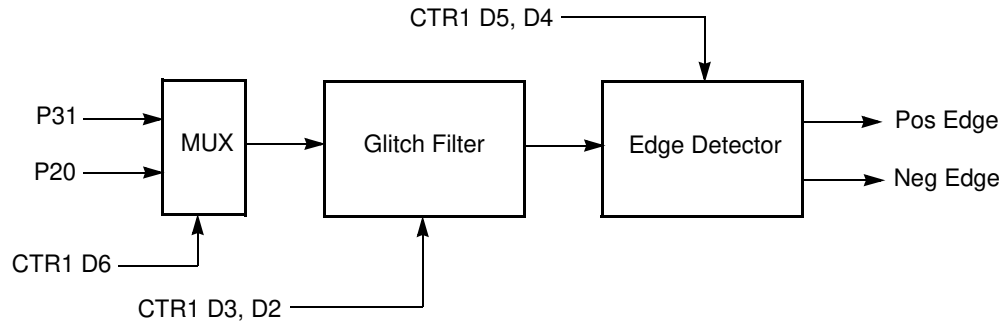 CTR1 D5, D4
P31
P20
MUX
Glitch Filter
Edge Detector
Pos Edge
Neg Edge
CTR1 D6
CTR1 D3, D2